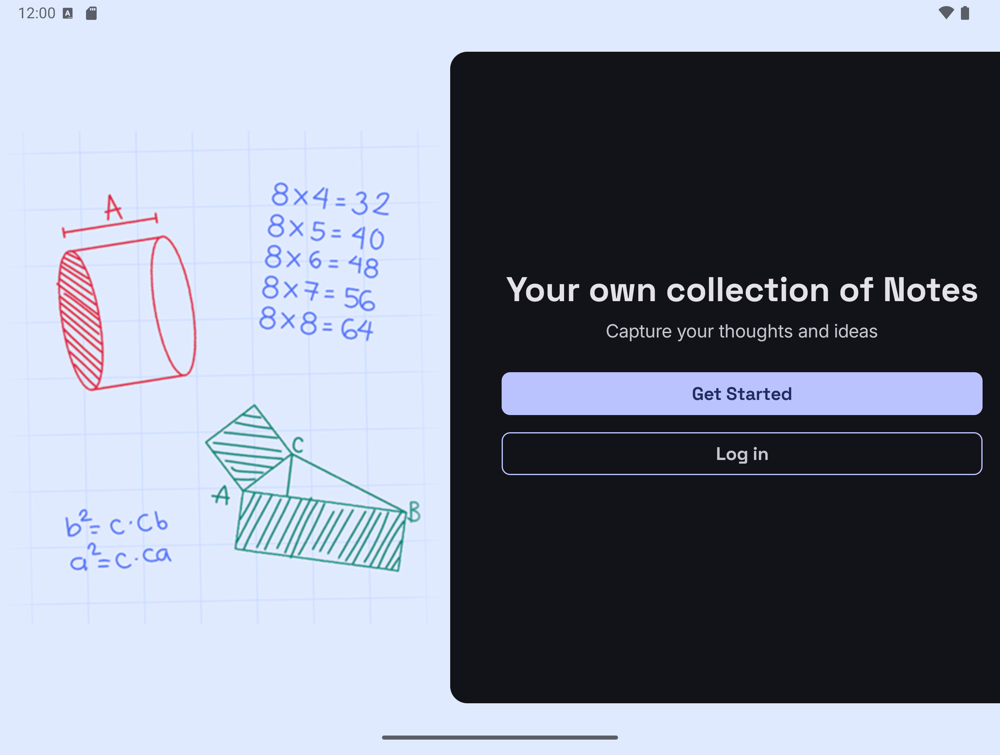 12:00
A
A
8×4=32
8×5=40
8×6=48
8×7=56
8×8=64
C
A
B
b²=c·cb
a²=c·ca
Your own collection of Notes
Capture your thoughts and ideas
Get Started
Log in